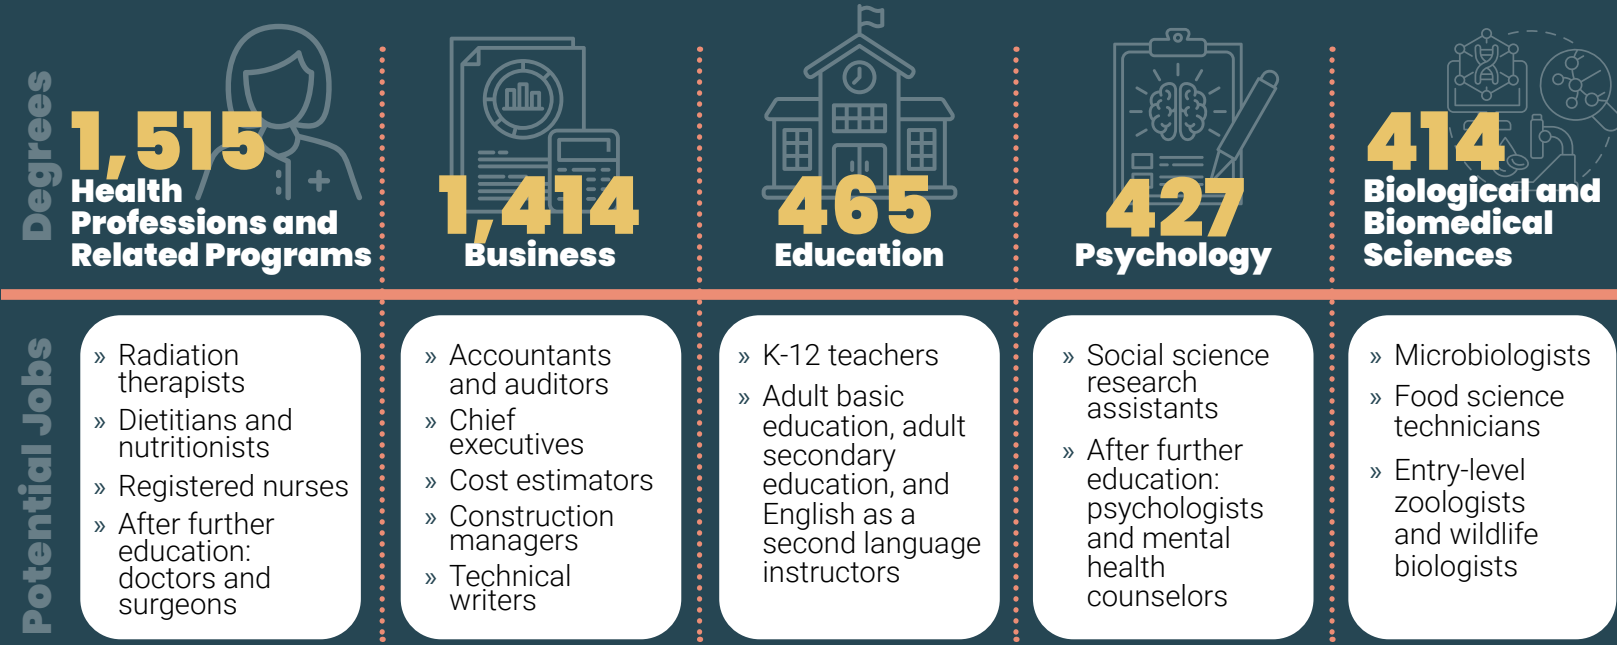 Degrees
1,515
Health
Professions and
Related Programs
1,414
Business
465
Education
427
Psychology
414
Biological and
Biomedical
Sciences
Potential Jobs
» Radiation
therapists
» Dietitians and
nutritionists
» Registered nurses
» After further
education:
doctors and
surgeons
» Accountants
and auditors
» Chief
executives
» Cost estimators
» Construction
managers
» Technical
writers
» K-12 teachers
» Adult basic
education, adult
secondary
education, and
English as a
second language
instructors
» Social science
research
assistants
» After further
education:
psychologists
and mental
health
counselors
» Microbiologists
» Food science
technicians
» Entry-level
zoologists
and wildlife
biologists